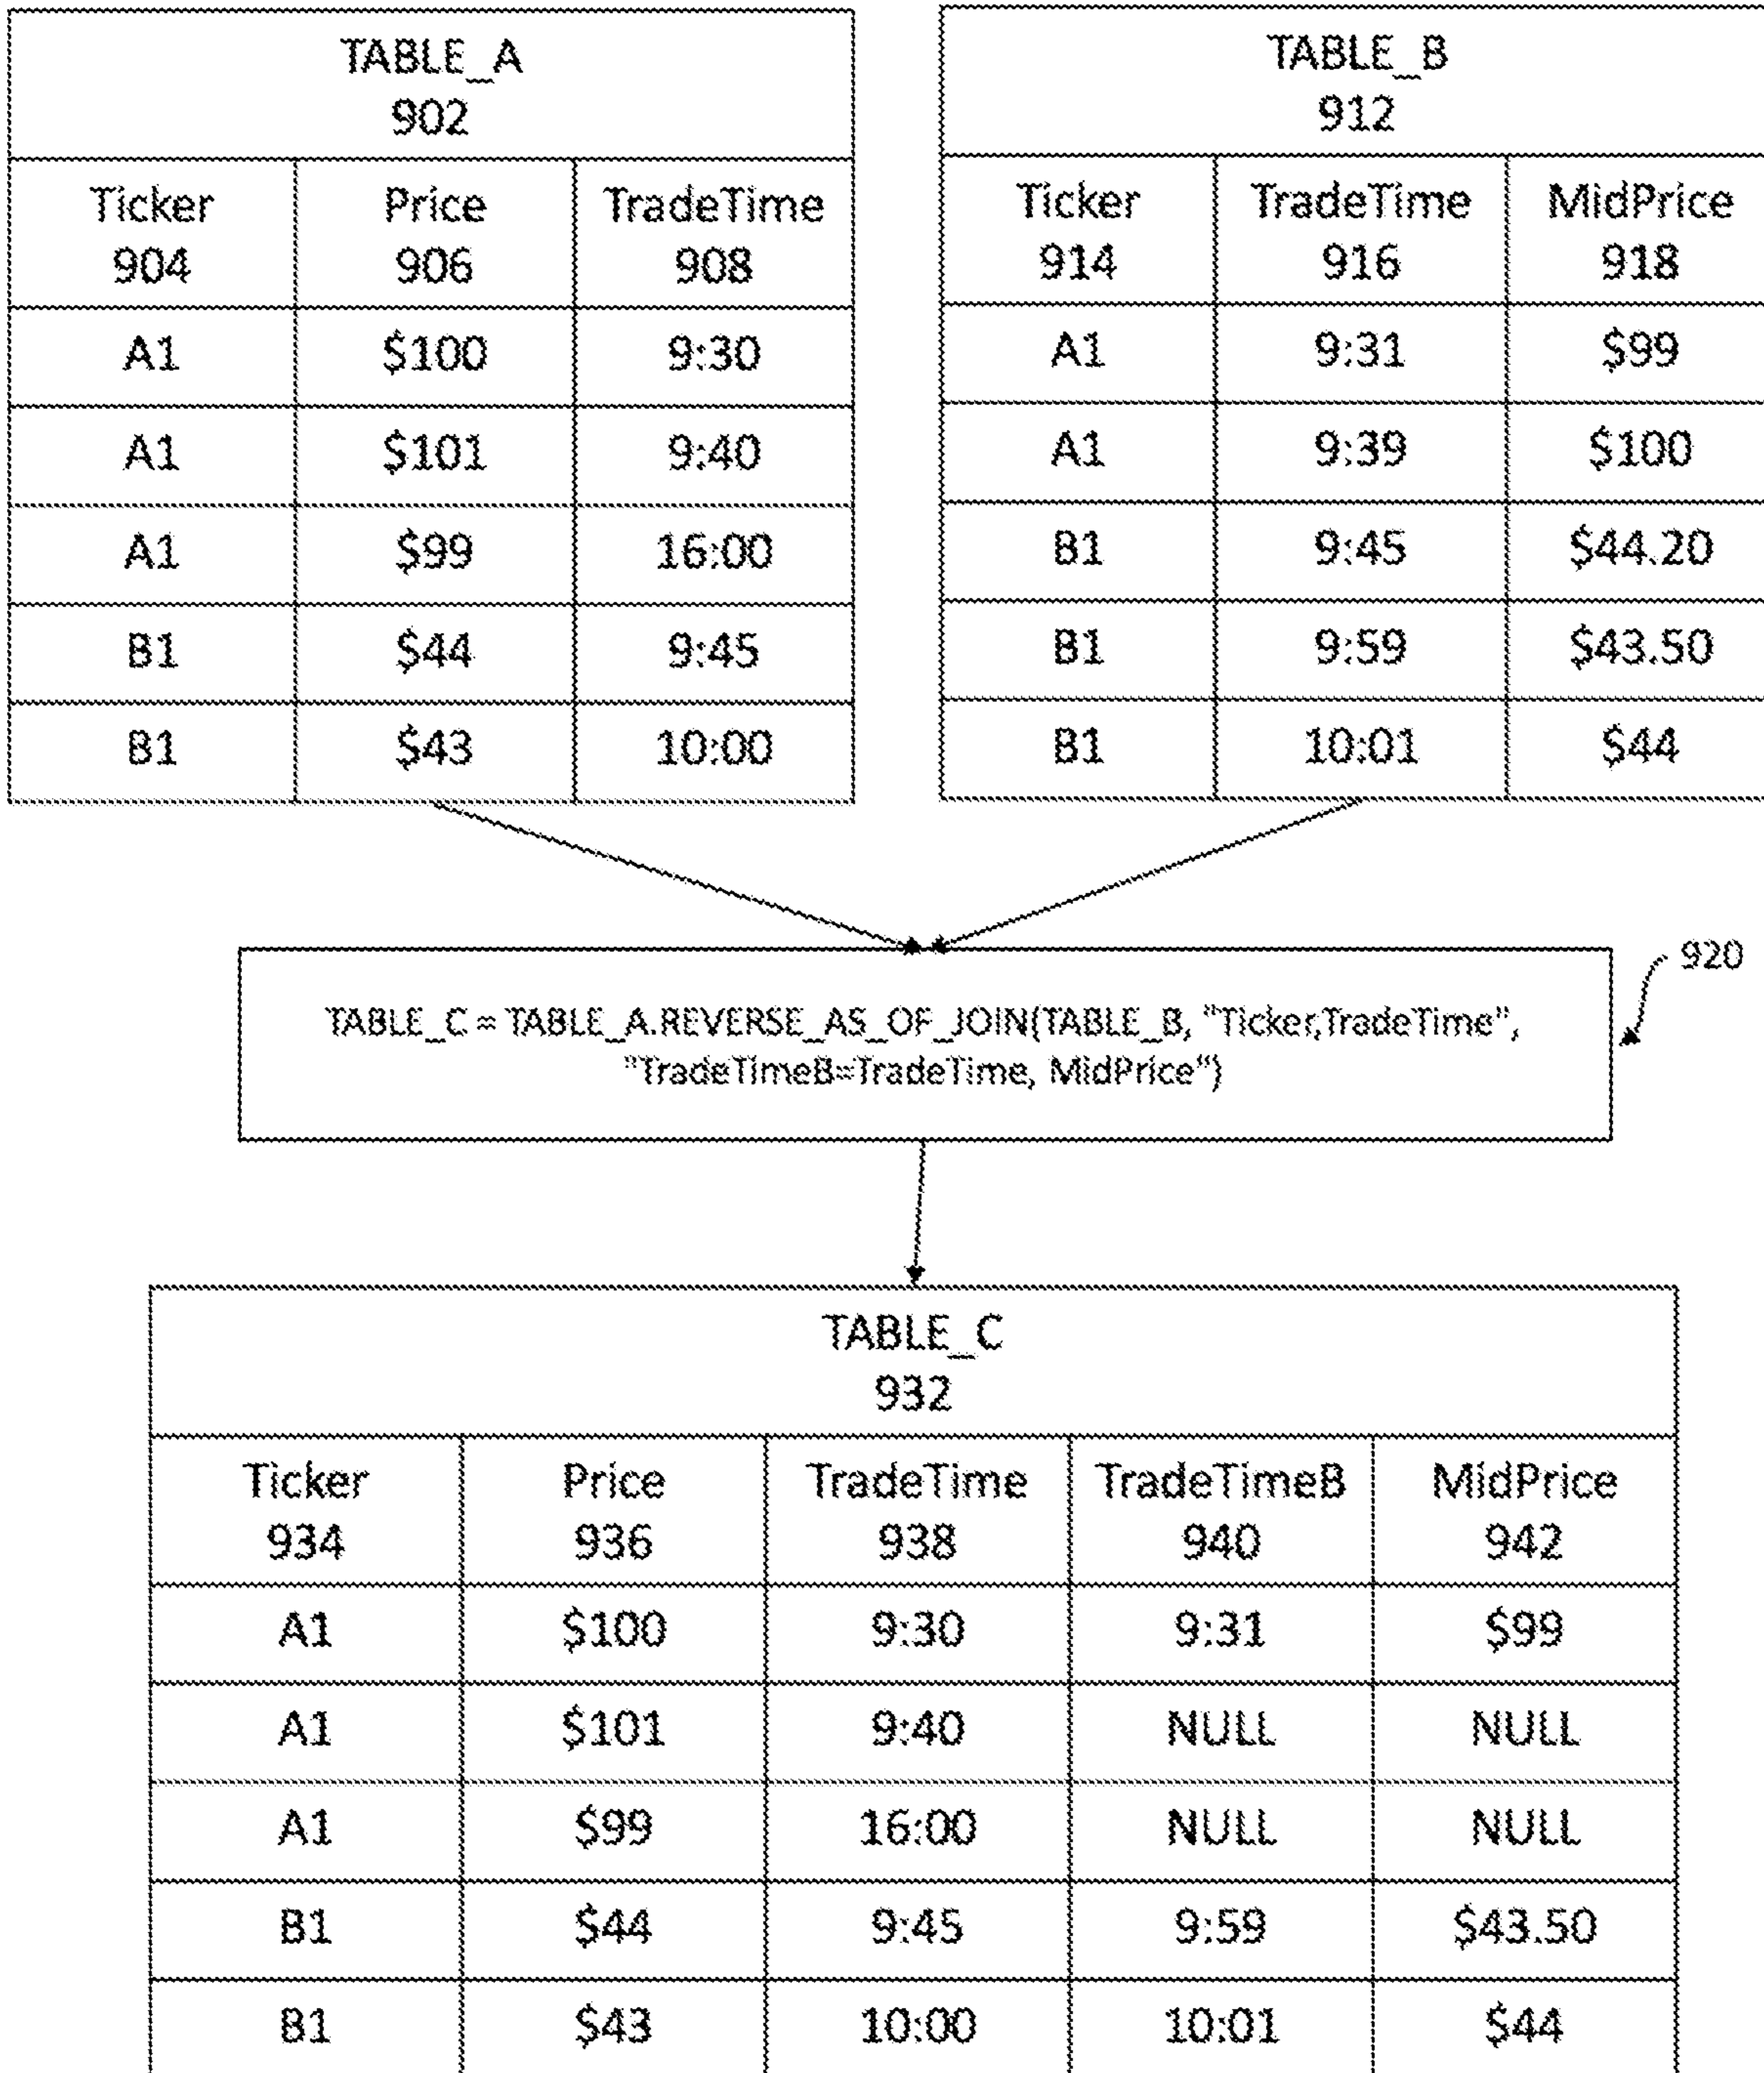 TABLE_A
902
Ticker Price TradeTime
904 906 908
A1 $100 9:30
A1 $101 9:40
A1 $99 16:00
B1 $44 9:45
B1 $43 10:00
TABLE_B
912
Ticker TradeTime MidPrice
914 916 918
A1 9:31 $99
A1 9:39 $100
B1 9:45 $44.20
B1 9:59 $43.50
B1 10:01 $44
920
TABLE_C = TABLE_A.REVERSE_AS_OF_JOIN(TABLE_B, "Ticker,TradeTime",
"TradeTimeB=TradeTime, MidPrice")
TABLE_C
932
Ticker Price TradeTime TradeTimeB MidPrice
934 936 938 940 942
A1 $100 9:30 9:31 $99
A1 $101 9:40 NULL NULL
A1 $99 16:00 NULL NULL
B1 $44 9:45 9:59 $43.50
B1 $43 10:00 10:01 $44